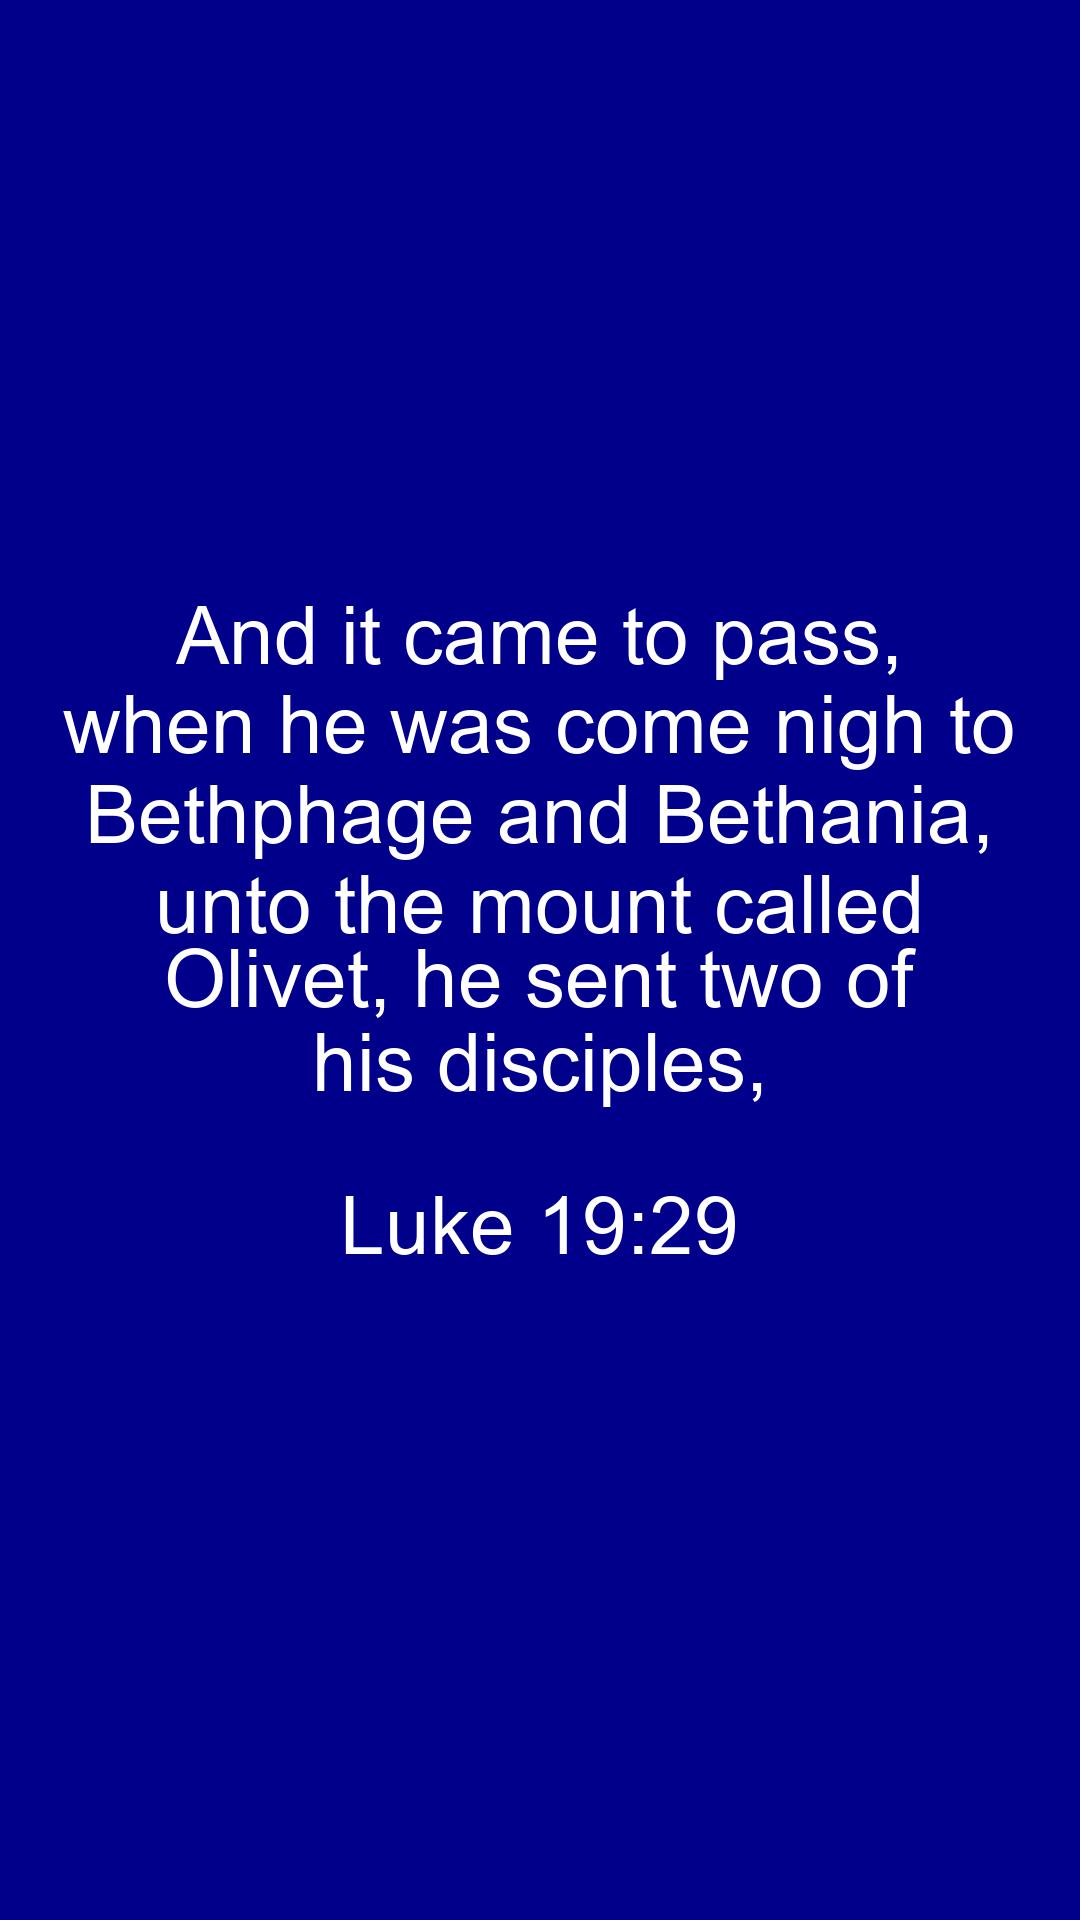 And it came to pass,
when he was come nigh to
Bethphage and Bethania,
unto the mount called
Olivet, he sent two of
his disciples,
Luke 19:29